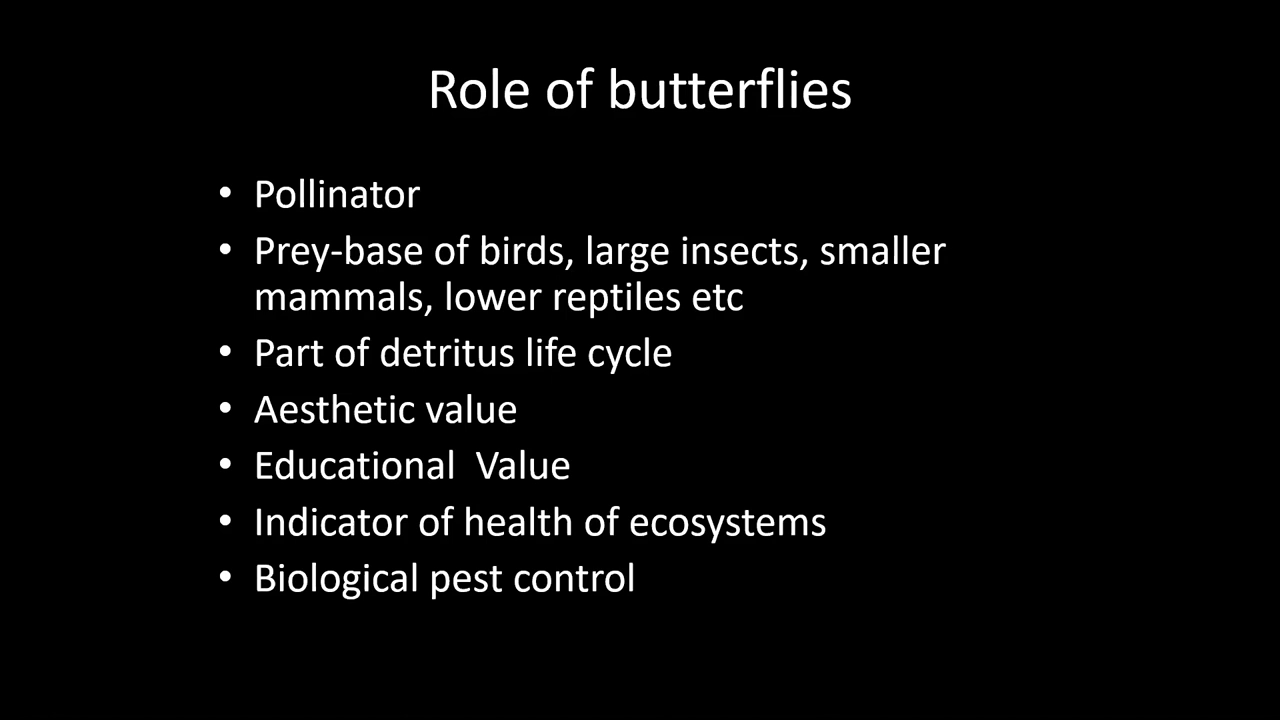 Role of butterflies
• Pollinator
• Prey-base of birds, large insects, smaller
mammals, lower reptiles etc
• Part of detritus life cycle
• Aesthetic value
• Educational  Value
• Indicator of health of ecosystems
• Biological pest control